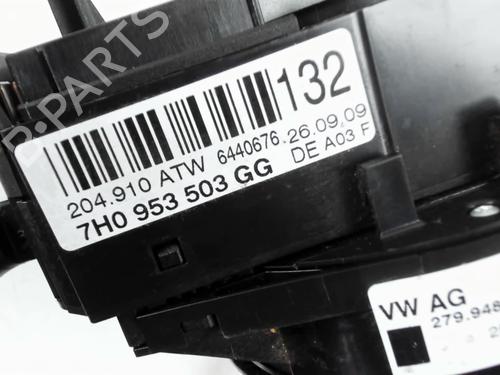 B-PARTS
132
204.910 ATW 6440676 26.09.09
7H0 953 503 GG DE A03 F
VW AG
279.948